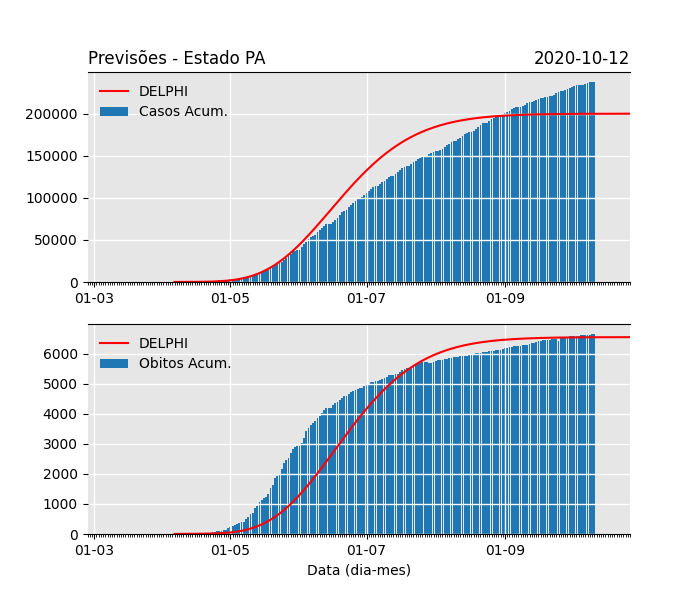 Previsões - Estado PA 2020-10-12
DELPHI
Casos Acum.
200000
150000
100000
50000
0
01-03 01-05 01-07 01-09
DELPHI
Obitos Acum.
6000
5000
4000
3000
2000
1000
0
01-03 01-05 01-07 01-09
Data (dia-mes)